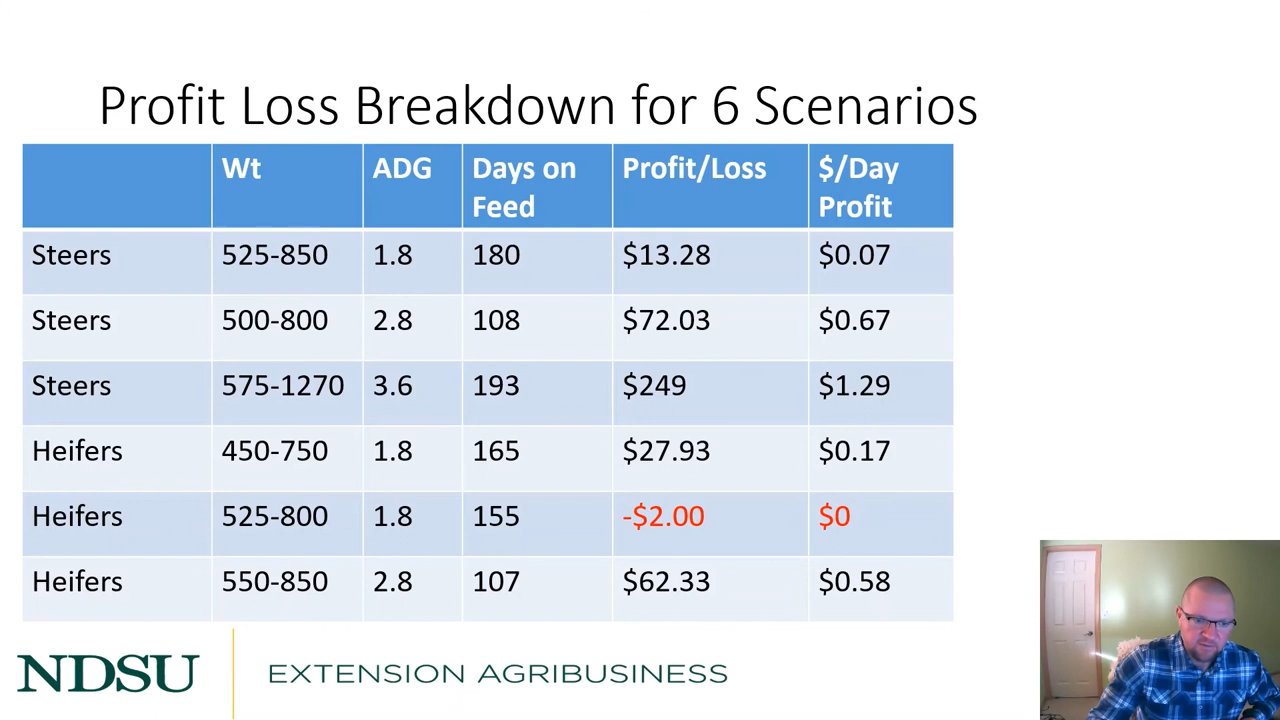 Profit Loss Breakdown for 6 Scenarios
Wt ADG Days on Feed Profit/Loss $/Day Profit
Steers 525-850 1.8 180 $13.28 $0.07
Steers 500-800 2.8 108 $72.03 $0.67
Steers 575-1270 3.6 193 $249 $1.29
Heifers 450-750 1.8 165 $27.93 $0.17
Heifers 525-800 1.8 155 -$2.00 $0
Heifers 550-850 2.8 107 $62.33 $0.58
NDSU EXTENSION AGRIBUSINESS